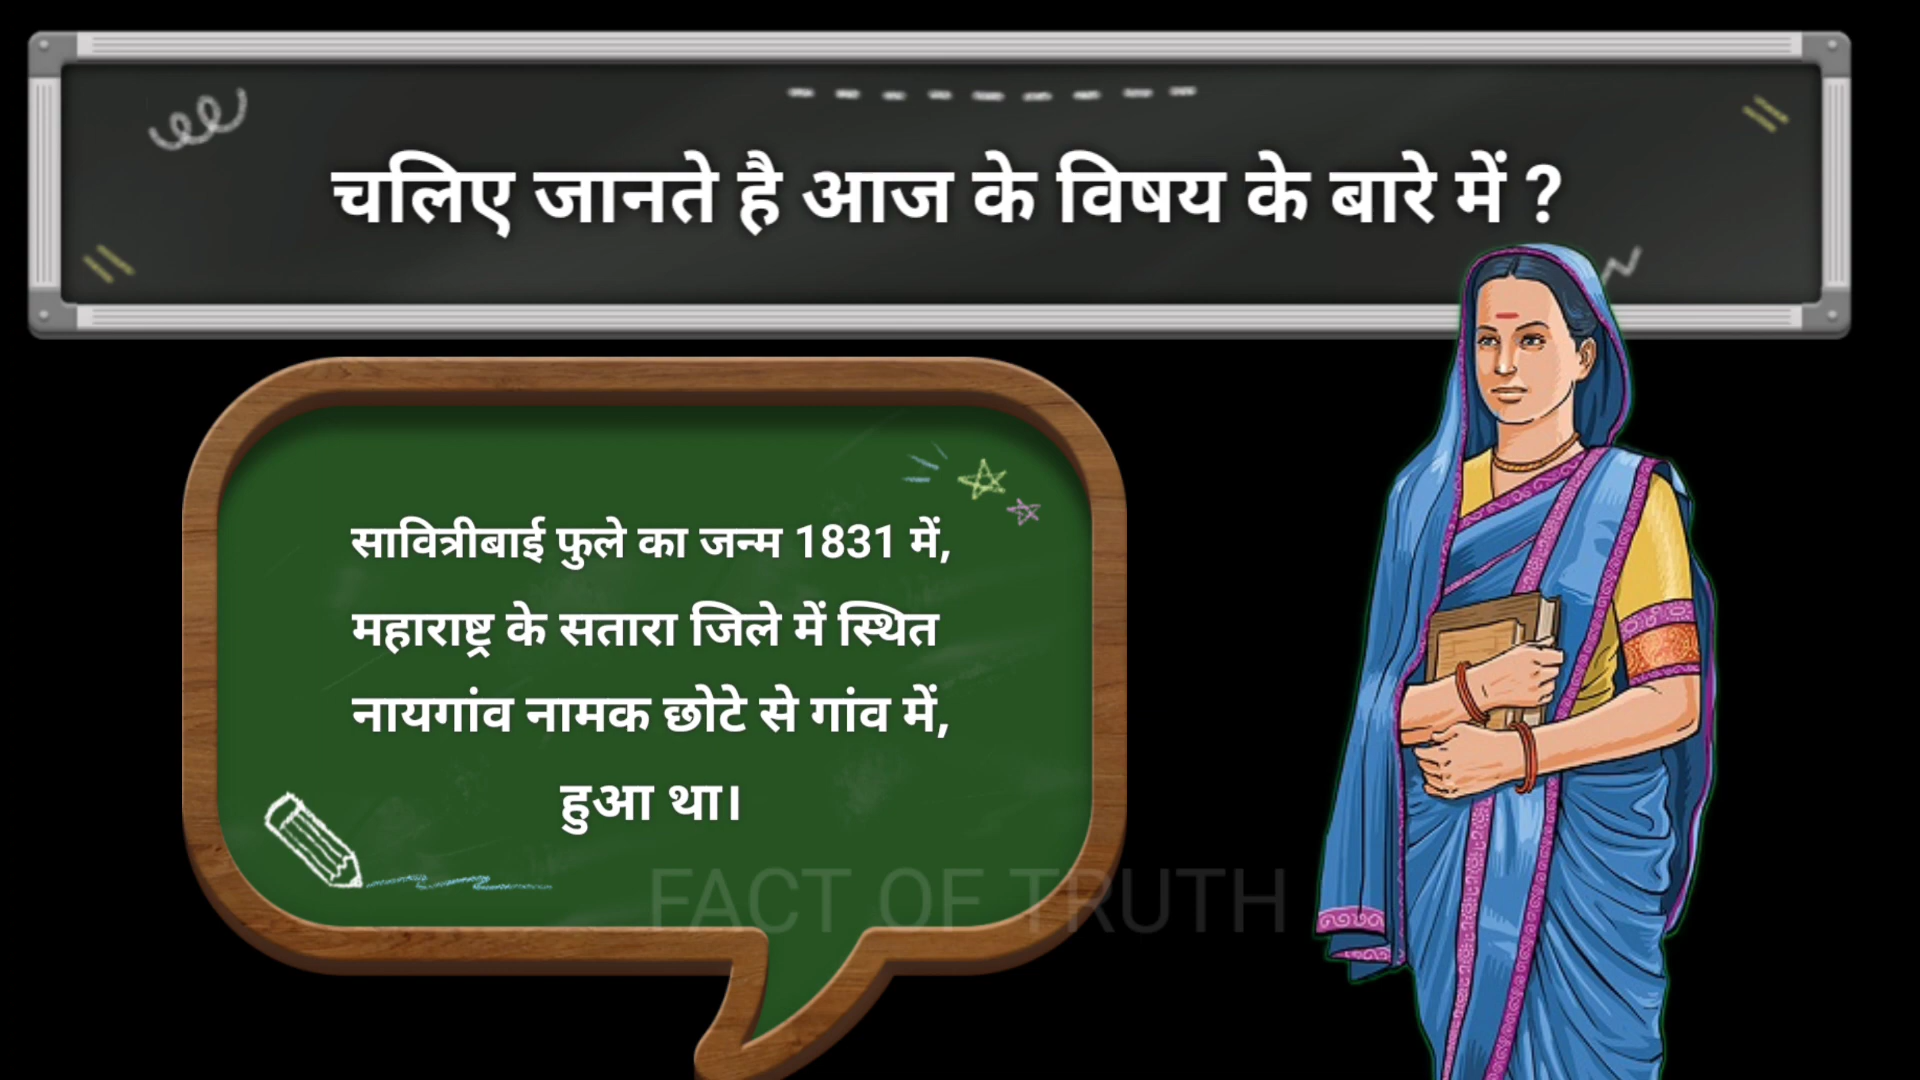 चलिए जानते है आज के विषय के बारे में ?
सावित्रीबाई फुले का जन्म 1831 में,
महाराष्ट्र के सतारा जिले में स्थित
नायगांव नामक छोटे से गांव में,
हुआ था।
FACT OF TRUTH